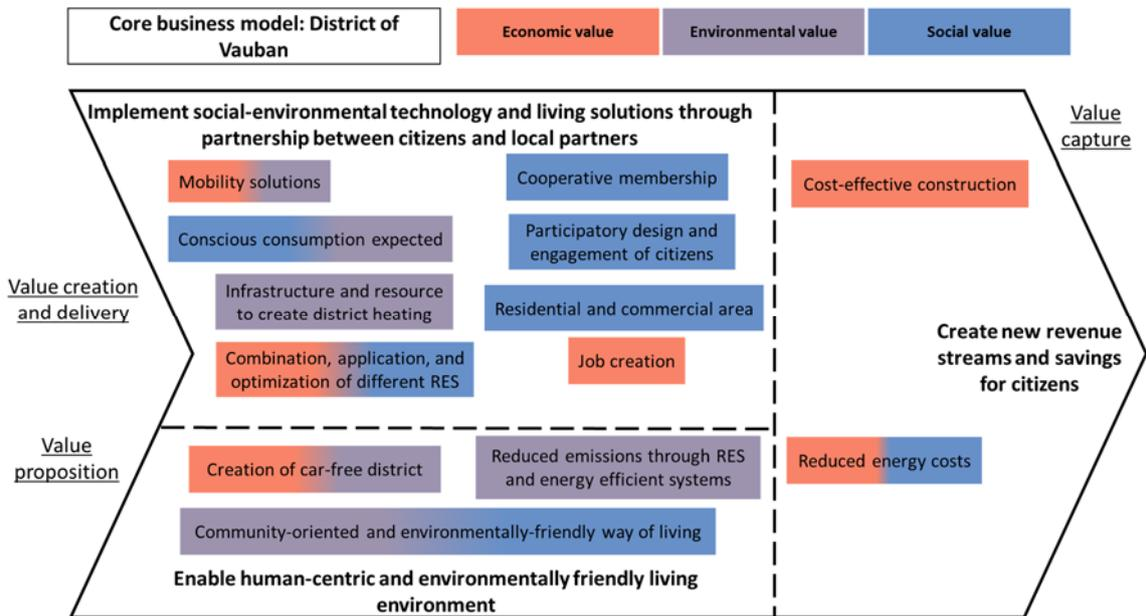 Core business model: District of
Vauban
Economic value
Environmental value
Social value
Implement social-environmental technology and living solutions through
partnership between citizens and local partners
Value
capture
Mobility solutions
Cooperative membership
Cost-effective construction
Conscious consumption expected
Participatory design and
engagement of citizens
Value creation
and delivery
Infrastructure and resource
to create district heating
Residential and commercial area
Combination, application, and
optimization of different RES
Job creation
Create new revenue
streams and savings
for citizens
Value
proposition
Creation of car-free district
Reduced emissions through RES
and energy efficient systems
Reduced energy costs
Community-oriented and environmentally-friendly way of living
Enable human-centric and environmentally friendly living
environment